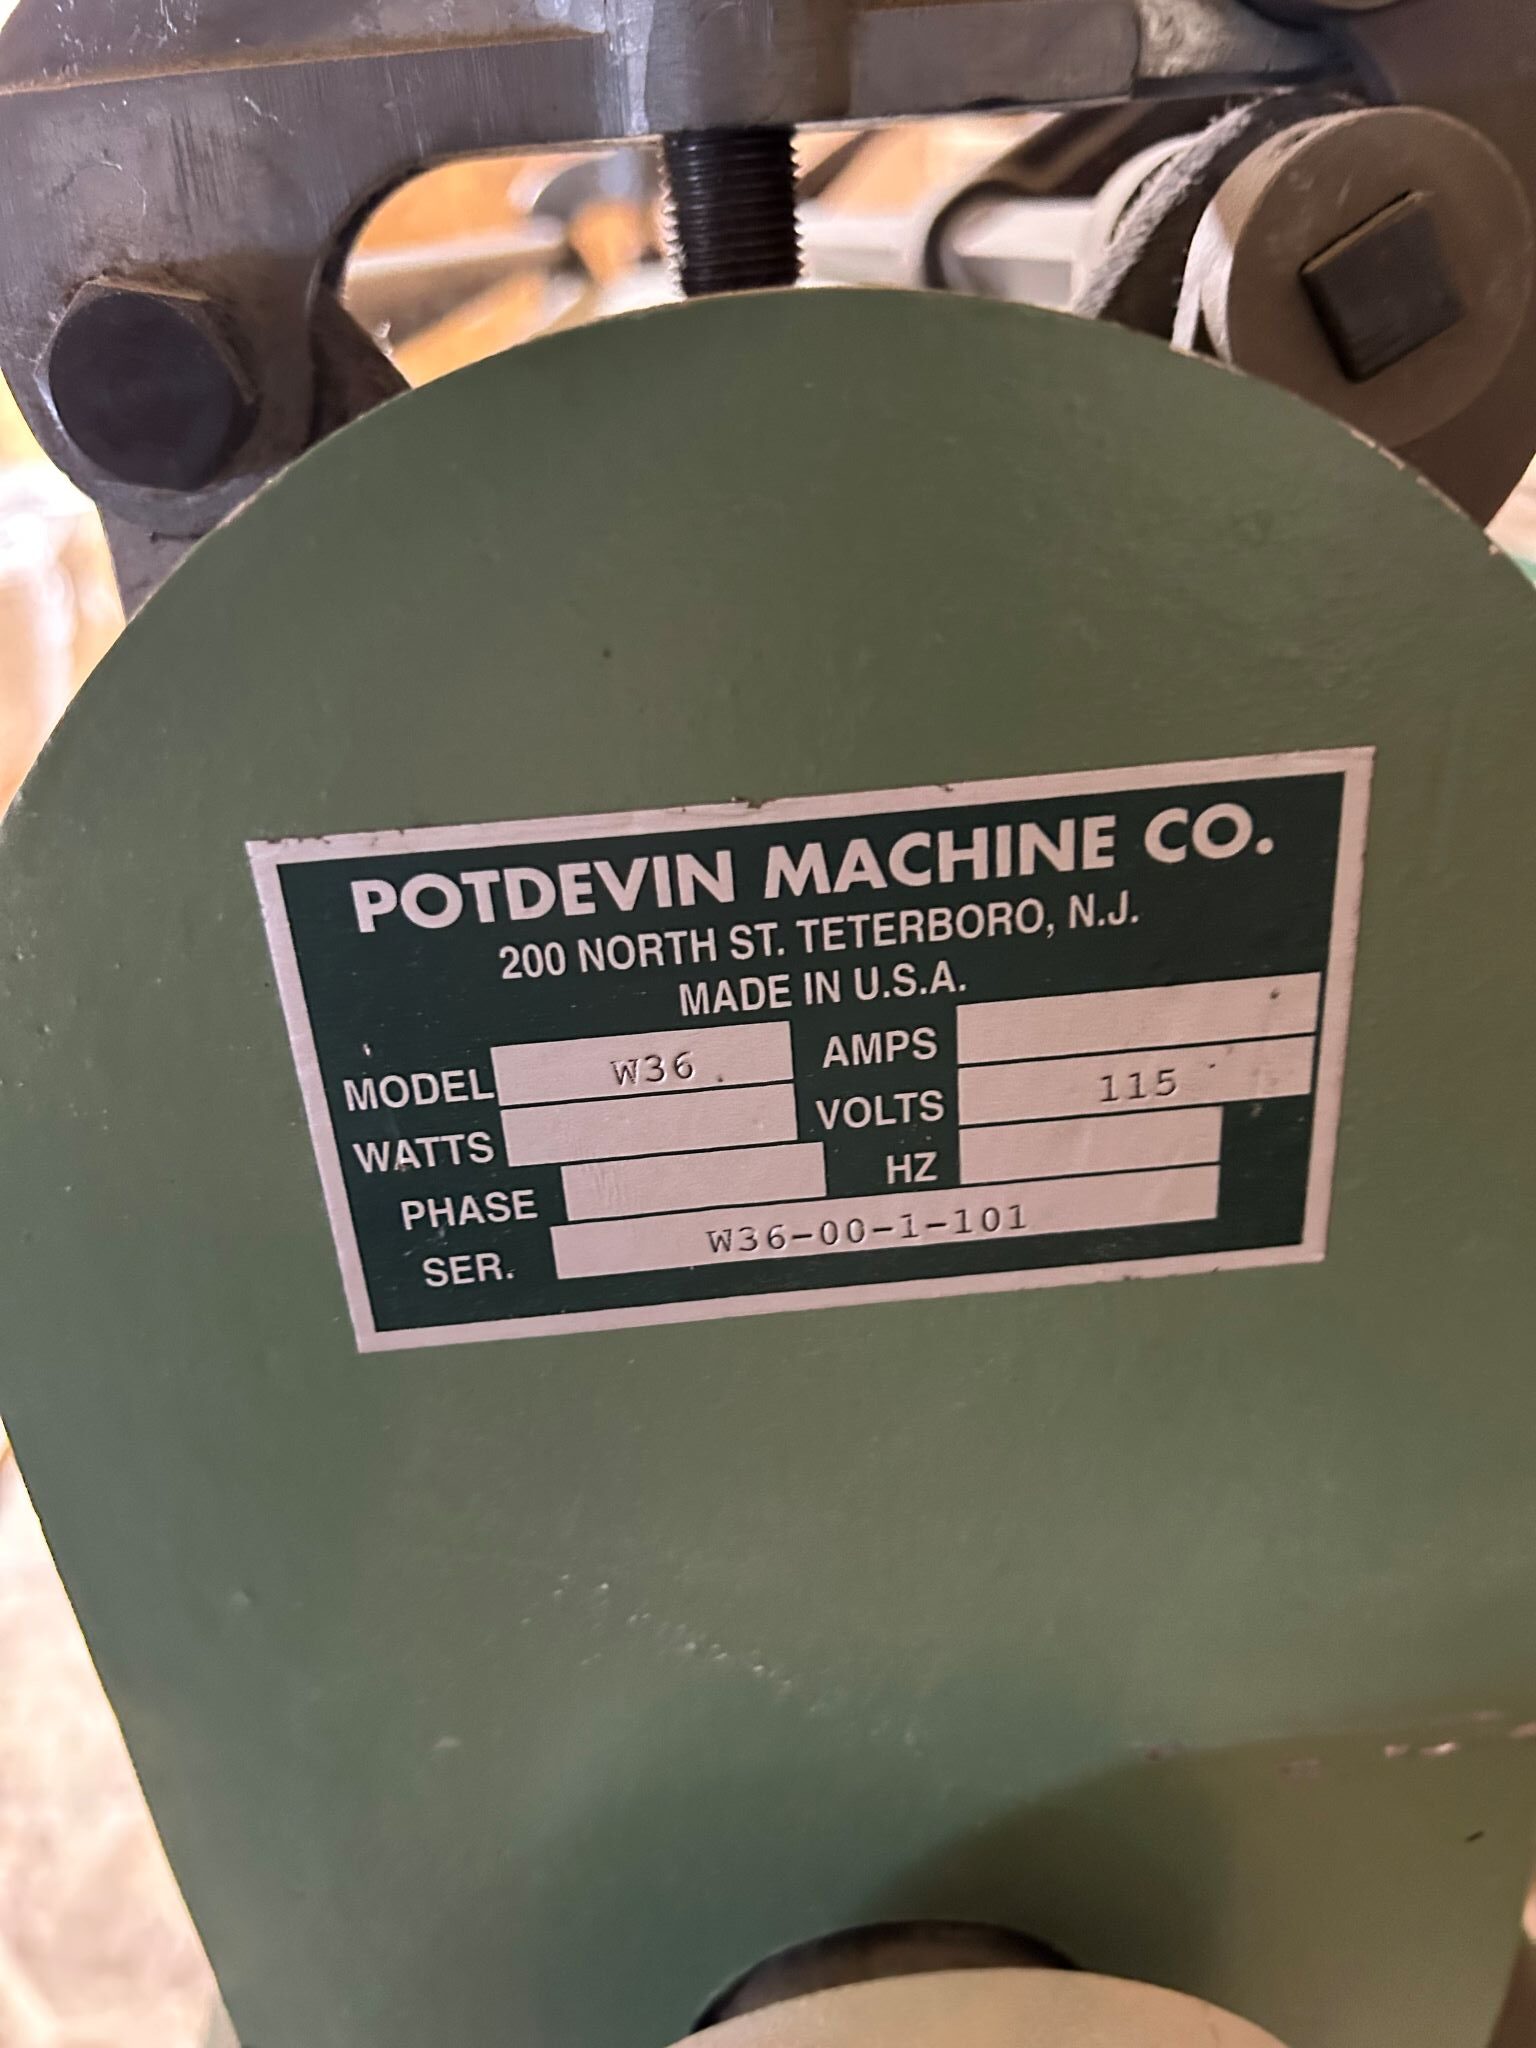 POTDEVIN MACHINE CO.
200 NORTH ST. TETERBORO, N.J.
MADE IN U.S.A.
MODEL W36 AMPS
WATTS VOLTS 115
PHASE HZ
SER. W36-00-1-101